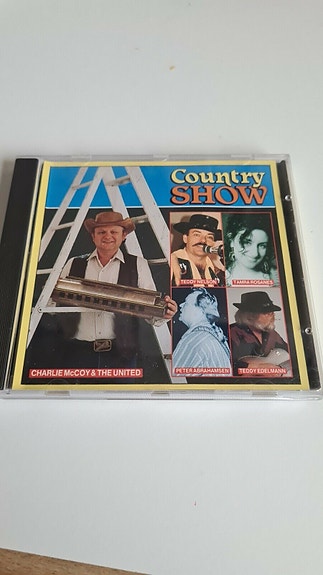 Country
SHOW
TEDDY NELSON
TAMRA ROSANES
CHARLIE McCOY & THE UNITED
PETER ABRAHAMSEN
TEDDY EDELMANN